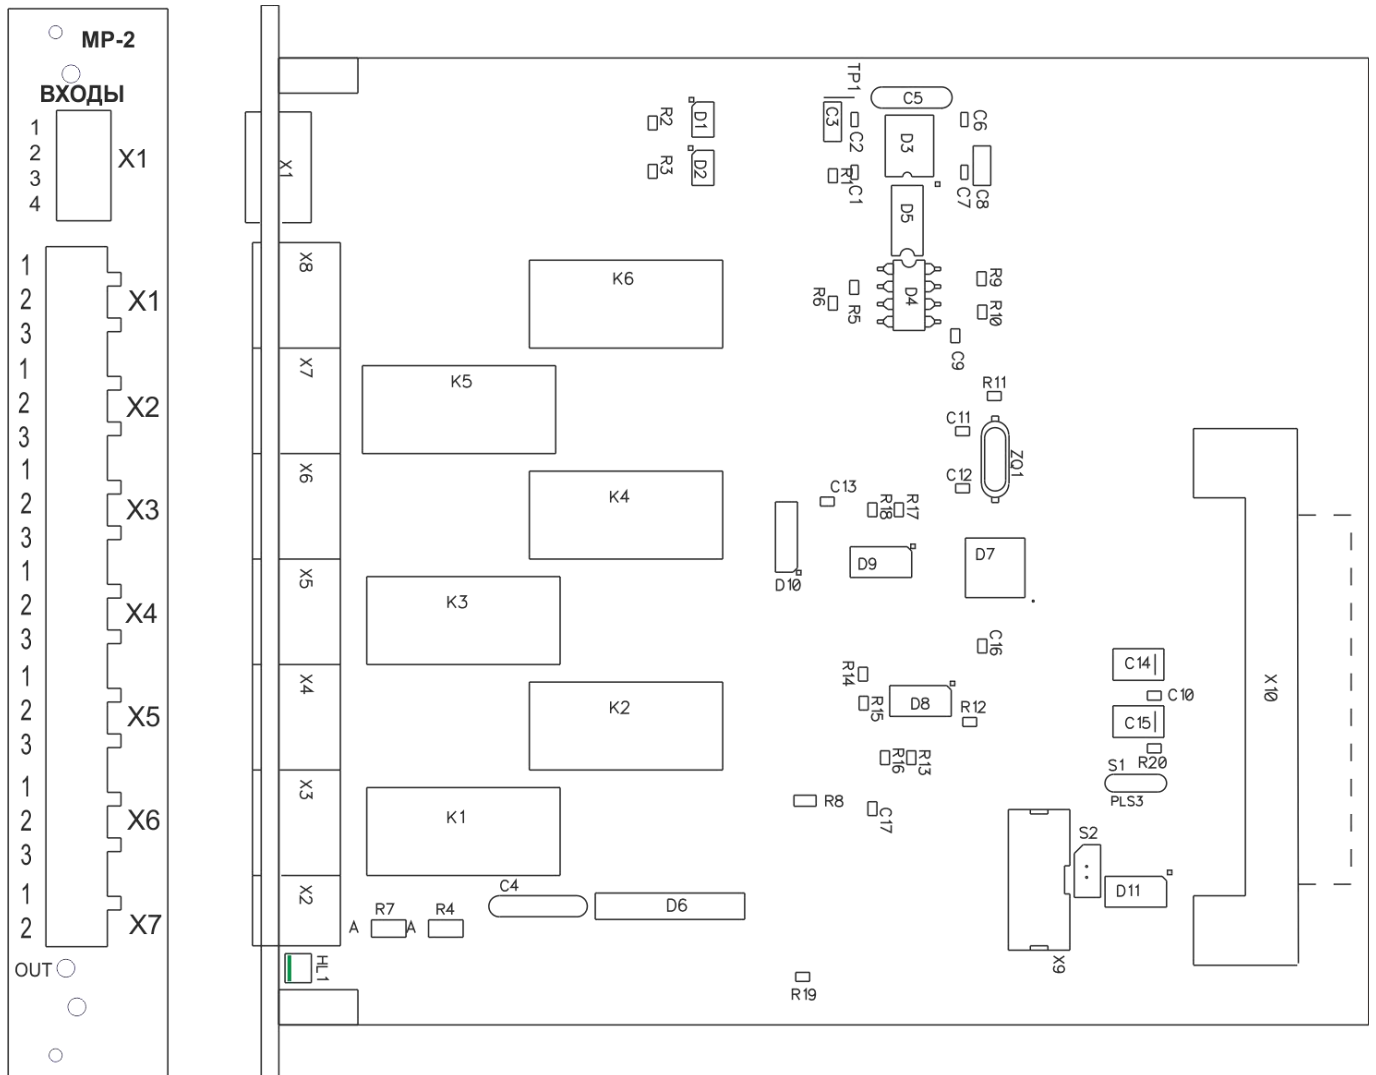 МР-2
ВХОДЫ
1
2
3
4
X1
1
2
3
X1
1
2
3
X2
1
2
3
X3
1
2
3
X4
1
2
3
X5
1
2
3
X6
1
2
X7
OUT
X1
X8
X7
X6
X5
X4
X3
X2
HL1
K6
K5
K4
K3
K2
K1
C4
D6
A
R7
A
R4
R2
D1
R3
D2
TP1
C3
C2
C5
D3
C6
R1
C1
C7
C8
D5
R6
R5
D4
R9
R10
C9
R11
C11
C12
ZQ1
C13
R18
R17
D10
D9
D7
C16
R14
R15
D8
R12
R16
R13
R8
C17
R19
C14
C10
C15
R20
S1
PLS3
S2
D11
X9
X10